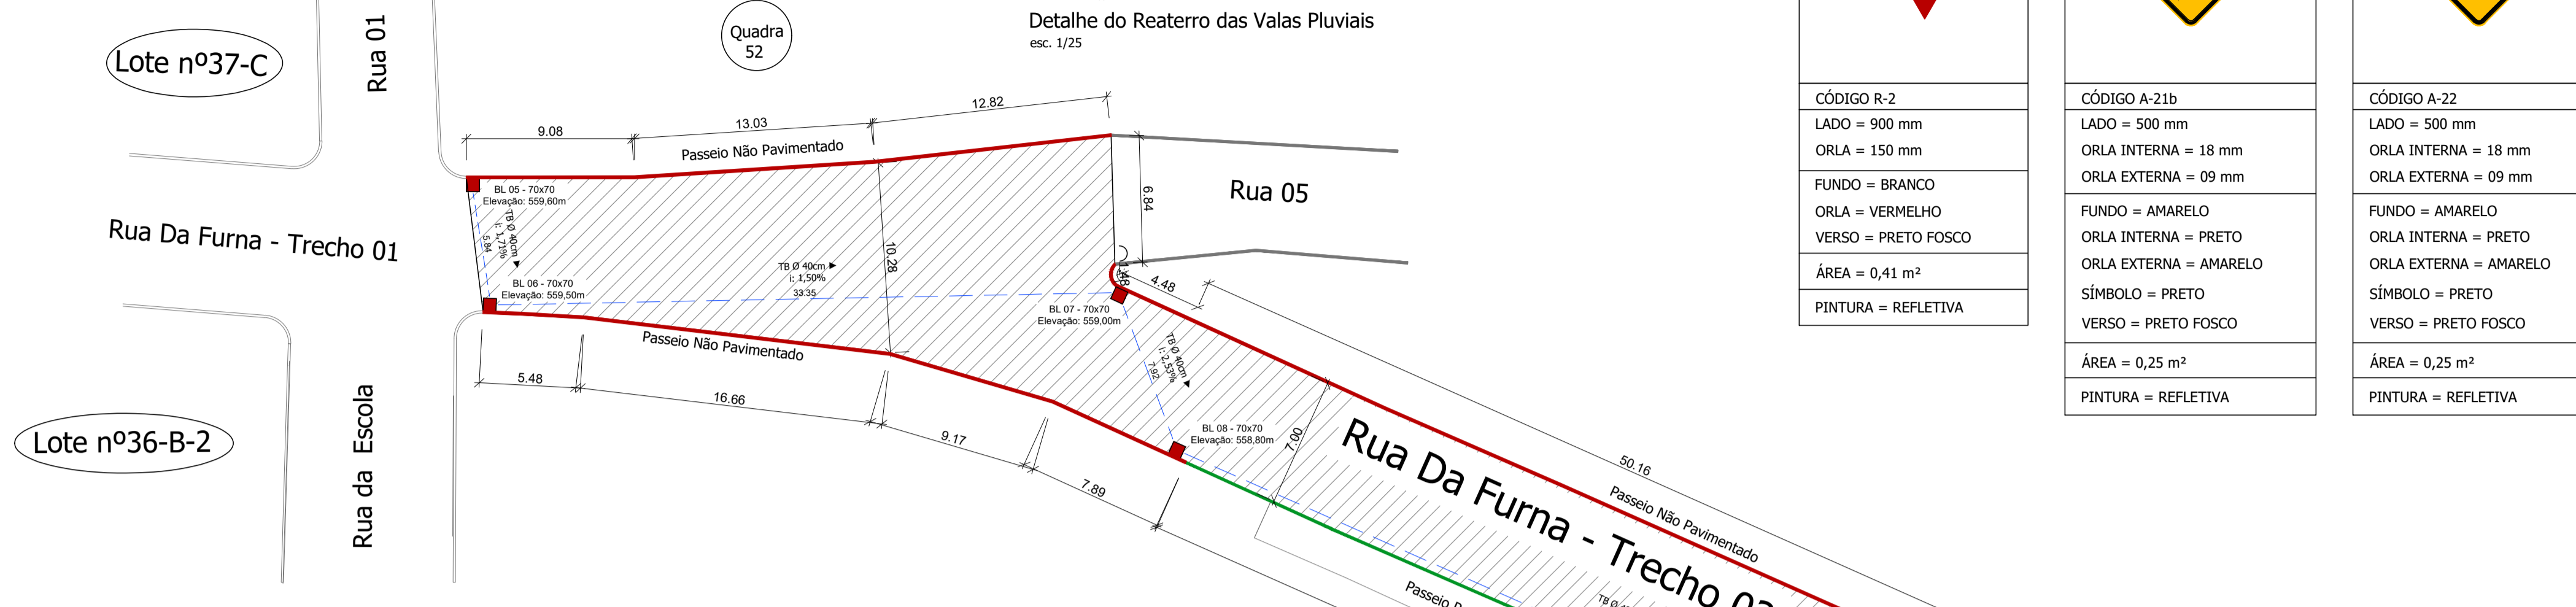 Lote nº37-C
Rua 01
Quadra
52
Detalhe do Reaterro das Valas Pluviais
esc. 1/25
9.08
13.03
12.82
Passeio Não Pavimentado
BL 05 - 70x70
Elevação: 559,60m
TB Ø 40cm
i: 1,71%
5.84
Rua Da Furna - Trecho 01
BL 06 - 70x70
Elevação: 559,50m
TB Ø 40cm
i: 1,50%
33.35
10.28
6.84
Rua 05
4.48
BL 07 - 70x70
Elevação: 559,00m
TB Ø 40cm
i: 2,53%
7.92
Passeio Não Pavimentado
5.48
16.66
9.17
7.89
BL 08 - 70x70
Elevação: 558,80m
7.00
50.16
Rua Da Furna - Trecho
Passeio Não Pavimentado
Passeio
Lote nº36-B-2
Rua da Escola
CÓDIGO R-2
LADO = 900 mm
ORLA = 150 mm
FUNDO = BRANCO
ORLA = VERMELHO
VERSO = PRETO FOSCO
ÁREA = 0,41 m²
PINTURA = REFLETIVA
CÓDIGO A-21b
LADO = 500 mm
ORLA INTERNA = 18 mm
ORLA EXTERNA = 09 mm
FUNDO = AMARELO
ORLA INTERNA = PRETO
ORLA EXTERNA = AMARELO
SÍMBOLO = PRETO
VERSO = PRETO FOSCO
ÁREA = 0,25 m²
PINTURA = REFLETIVA
CÓDIGO A-22
LADO = 500 mm
ORLA INTERNA = 18 mm
ORLA EXTERNA = 09 mm
FUNDO = AMARELO
ORLA INTERNA = PRETO
ORLA EXTERNA = AMARELO
SÍMBOLO = PRETO
VERSO = PRETO FOSCO
ÁREA = 0,25 m²
PINTURA = REFLETIVA